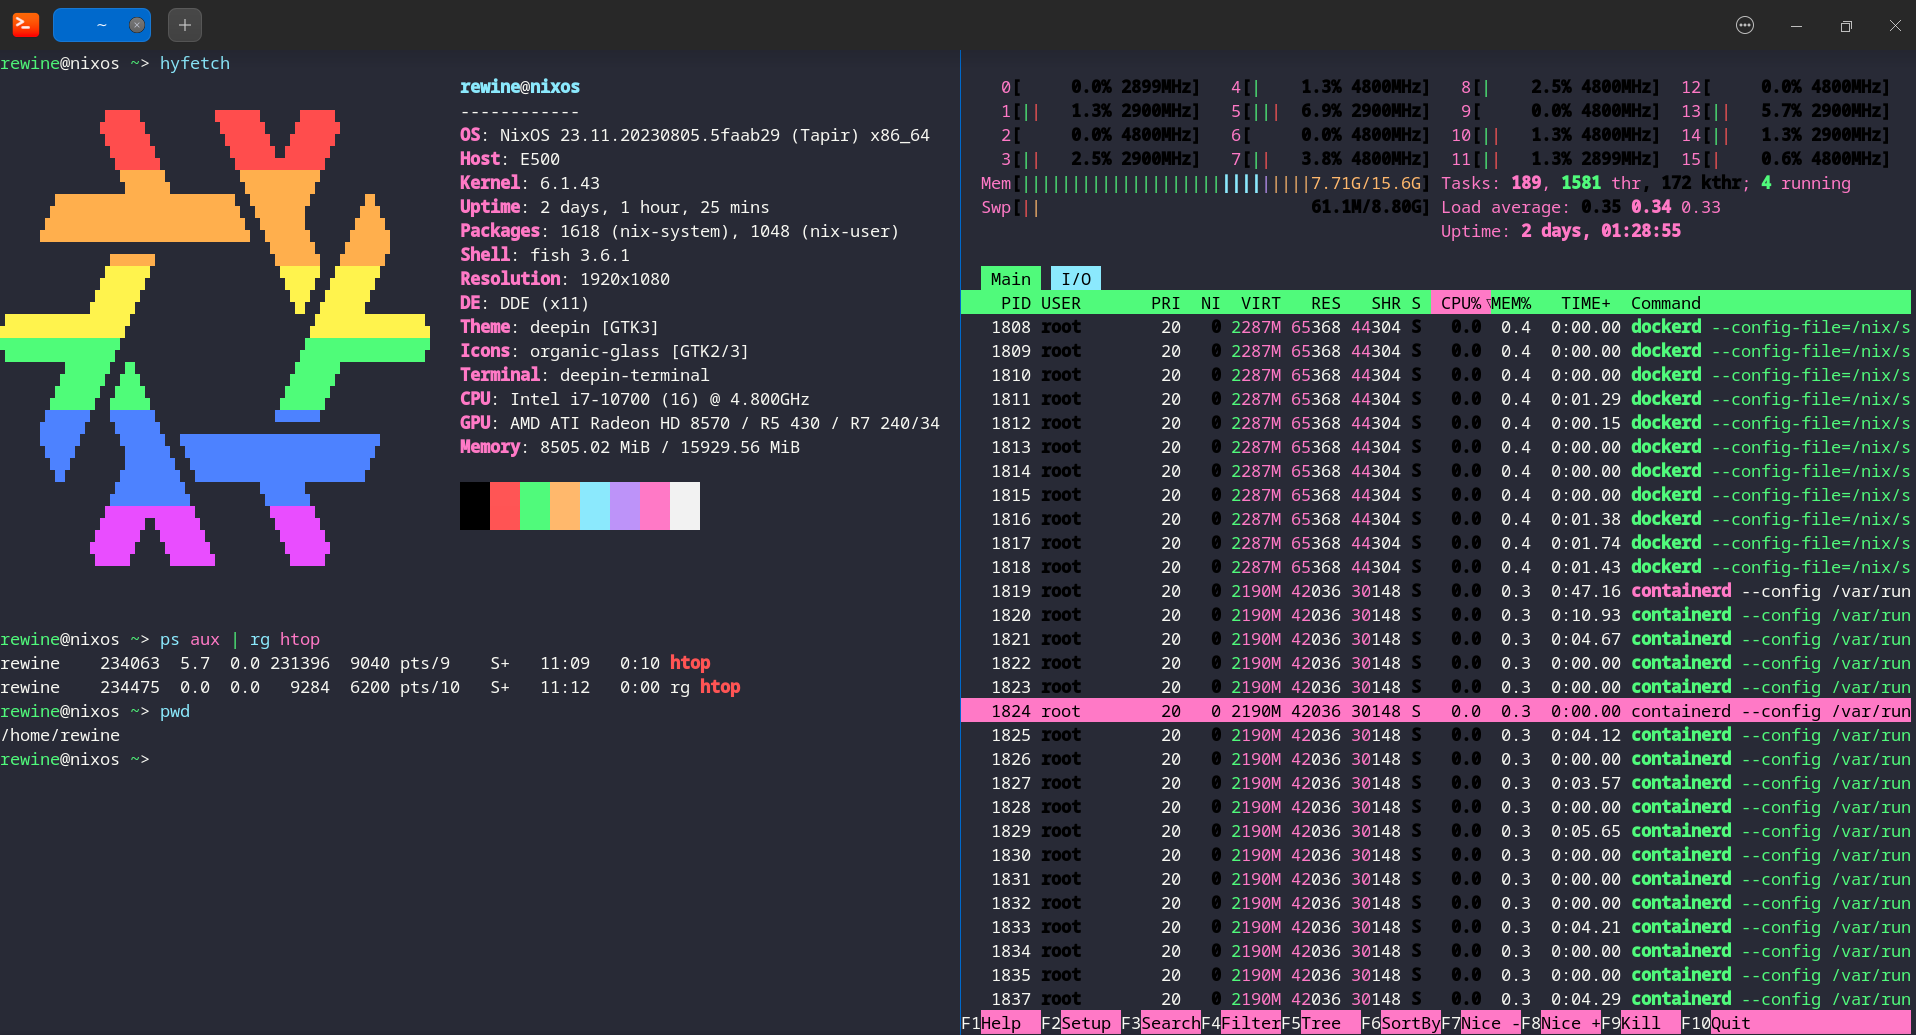 ~
rewine@nixos ~> hyfetch
rewine@nixos
------------
OS: NixOS 23.11.20230805.5faab29 (Tapir) x86_64
Host: E500
Kernel: 6.1.43
Uptime: 2 days, 1 hour, 25 mins
Packages: 1618 (nix-system), 1048 (nix-user)
Shell: fish 3.6.1
Resolution: 1920x1080
DE: DDE (x11)
Theme: deepin [GTK3]
Icons: organic-glass [GTK2/3]
Terminal: deepin-terminal
CPU: Intel i7-10700 (16) @ 4.800GHz
GPU: AMD ATI Radeon HD 8570 / R5 430 / R7 240/34
Memory: 8505.02 MiB / 15929.56 MiB
rewine@nixos ~> ps aux | rg htop
rewine 234063 5.7 0.0 231396 9040 pts/9 S+ 11:09 0:10 htop
rewine 234475 0.0 0.0 9284 6200 pts/10 S+ 11:12 0:00 rg htop
rewine@nixos ~> pwd
/home/rewine
rewine@nixos ~>
0[ 0.0% 2899MHz] 4[| 1.3% 4800MHz] 8[| 2.5% 4800MHz] 12[ 0.0% 4800MHz]
1[|| 1.3% 2900MHz] 5[||| 6.9% 2900MHz] 9[ 0.0% 4800MHz] 13[|| 5.7% 2900MHz]
2[ 0.0% 4800MHz] 6[ 0.0% 4800MHz] 10[|| 1.3% 4800MHz] 14[|| 1.3% 2900MHz]
3[|| 2.5% 2900MHz] 7[|| 3.8% 4800MHz] 11[|| 1.3% 2899MHz] 15[| 0.6% 4800MHz]
Mem[|||||||||||||||||||||||||||||7.71G/15.6G] Tasks: 189, 1581 thr, 172 kthr; 4 running
Swp[|| 61.1M/8.80G] Load average: 0.35 0.34 0.33
Uptime: 2 days, 01:28:55
Main I/O
PID USER PRI NI VIRT RES SHR S CPU%▽MEM% TIME+ Command
1808 root 20 0 2287M 65368 44304 S 0.0 0.4 0:00.00 dockerd --config-file=/nix/s
1809 root 20 0 2287M 65368 44304 S 0.0 0.4 0:00.00 dockerd --config-file=/nix/s
1810 root 20 0 2287M 65368 44304 S 0.0 0.4 0:00.00 dockerd --config-file=/nix/s
1811 root 20 0 2287M 65368 44304 S 0.0 0.4 0:01.29 dockerd --config-file=/nix/s
1812 root 20 0 2287M 65368 44304 S 0.0 0.4 0:00.15 dockerd --config-file=/nix/s
1813 root 20 0 2287M 65368 44304 S 0.0 0.4 0:00.00 dockerd --config-file=/nix/s
1814 root 20 0 2287M 65368 44304 S 0.0 0.4 0:00.00 dockerd --config-file=/nix/s
1815 root 20 0 2287M 65368 44304 S 0.0 0.4 0:00.00 dockerd --config-file=/nix/s
1816 root 20 0 2287M 65368 44304 S 0.0 0.4 0:01.38 dockerd --config-file=/nix/s
1817 root 20 0 2287M 65368 44304 S 0.0 0.4 0:01.74 dockerd --config-file=/nix/s
1818 root 20 0 2287M 65368 44304 S 0.0 0.4 0:01.43 dockerd --config-file=/nix/s
1819 root 20 0 2190M 42036 30148 S 0.0 0.3 0:47.16 containerd --config /var/run
1820 root 20 0 2190M 42036 30148 S 0.0 0.3 0:10.93 containerd --config /var/run
1821 root 20 0 2190M 42036 30148 S 0.0 0.3 0:04.67 containerd --config /var/run
1822 root 20 0 2190M 42036 30148 S 0.0 0.3 0:00.00 containerd --config /var/run
1823 root 20 0 2190M 42036 30148 S 0.0 0.3 0:00.00 containerd --config /var/run
1824 root 20 0 2190M 42036 30148 S 0.0 0.3 0:00.00 containerd --config /var/run
1825 root 20 0 2190M 42036 30148 S 0.0 0.3 0:04.12 containerd --config /var/run
1826 root 20 0 2190M 42036 30148 S 0.0 0.3 0:00.00 containerd --config /var/run
1827 root 20 0 2190M 42036 30148 S 0.0 0.3 0:03.57 containerd --config /var/run
1828 root 20 0 2190M 42036 30148 S 0.0 0.3 0:00.00 containerd --config /var/run
1829 root 20 0 2190M 42036 30148 S 0.0 0.3 0:05.65 containerd --config /var/run
1830 root 20 0 2190M 42036 30148 S 0.0 0.3 0:00.00 containerd --config /var/run
1831 root 20 0 2190M 42036 30148 S 0.0 0.3 0:00.00 containerd --config /var/run
1832 root 20 0 2190M 42036 30148 S 0.0 0.3 0:00.00 containerd --config /var/run
1833 root 20 0 2190M 42036 30148 S 0.0 0.3 0:04.21 containerd --config /var/run
1834 root 20 0 2190M 42036 30148 S 0.0 0.3 0:00.00 containerd --config /var/run
1835 root 20 0 2190M 42036 30148 S 0.0 0.3 0:00.00 containerd --config /var/run
1837 root 20 0 2190M 42036 30148 S 0.0 0.3 0:04.29 containerd --config /var/run
F1Help F2Setup F3SearchF4FilterF5Tree F6SortByF7Nice -F8Nice +F9Kill F10Quit